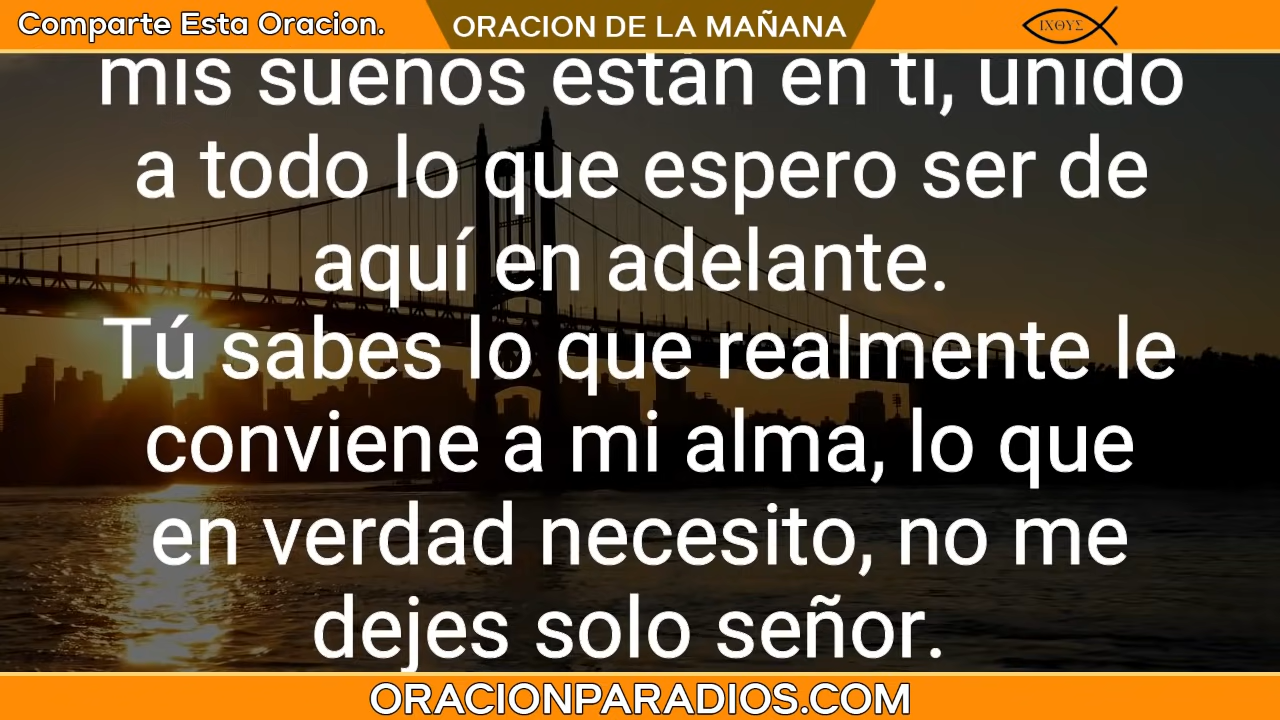 Comparte Esta Oracion.
ORACION DE LA MAÑANA
ΙΧΘΥΣ
mis sueños están en ti, unido
a todo lo que espero ser de
aquí en adelante.
Tú sabes lo que realmente le
conviene a mi alma, lo que
en verdad necesito, no me
dejes solo señor.
ORACIONPARADIOS.COM